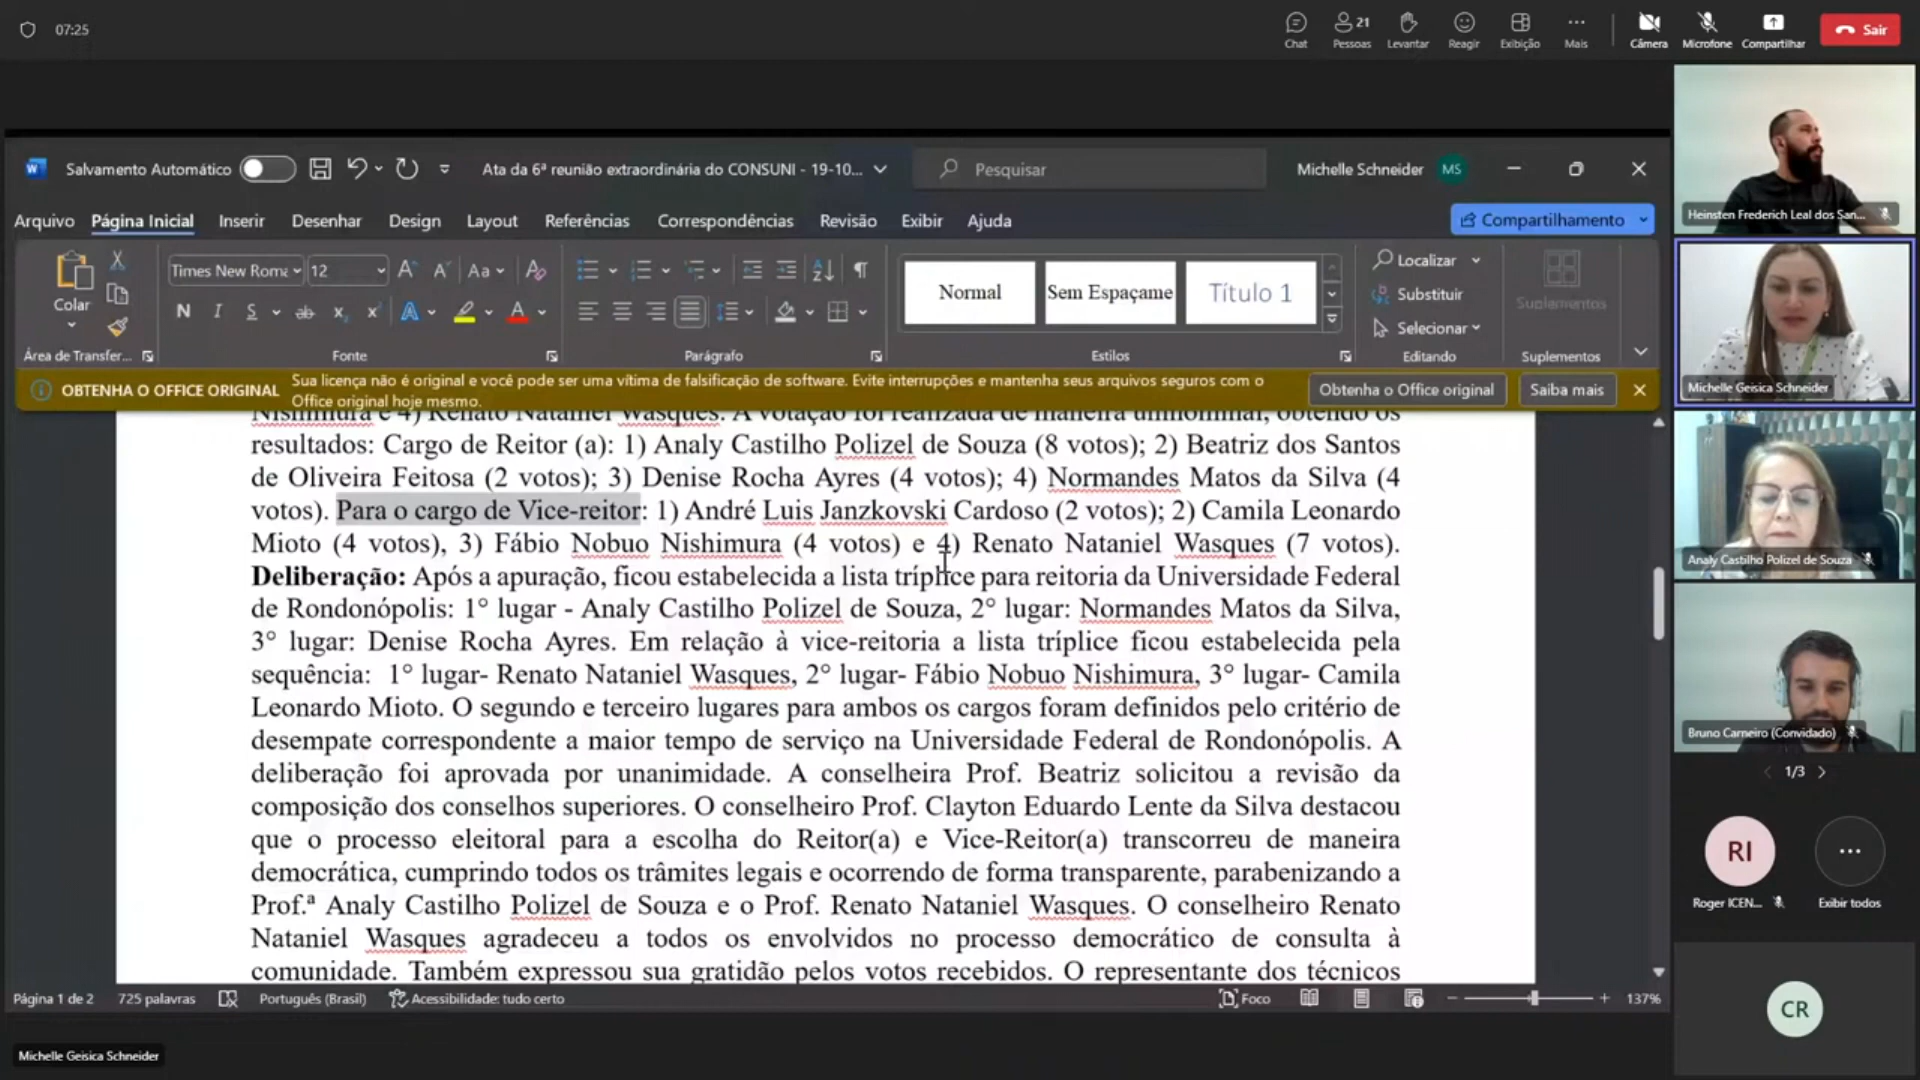 07:25
Chat
21
Pessoas
Levantar
Reagir
Exibição
Mais
Câmera
Microfone
Compartilhar
Sair
Salvamento Automático
Ata da 6ª reunião extraordinária do CONSUNI - 19-10...
Pesquisar
Michelle Schneider
MS
Arquivo
Página Inicial
Inserir
Desenhar
Design
Layout
Referências
Correspondências
Revisão
Exibir
Ajuda
Compartilhamento
Colar
Área de Transfer...
Times New Roma
12
Aa
N I S ab x x A A
Fonte
Parágrafo
Normal
Sem Espaçame
Título 1
Estilos
Localizar
Substituir
Selecionar
Editando
Suplementos
Suplementos
OBTENHA O OFFICE ORIGINAL
Sua licença não é original e você pode ser uma vítima de falsificação de software. Evite interrupções e mantenha seus arquivos seguros com o
Office original hoje mesmo.
Obtenha o Office original
Saiba mais
Nishimura e 4) Renato Nataniel Wasques. A votação foi realizada de maneira uninominal, obtendo os
resultados: Cargo de Reitor (a): 1) Analy Castilho Polizel de Souza (8 votos); 2) Beatriz dos Santos
de Oliveira Feitosa (2 votos); 3) Denise Rocha Ayres (4 votos); 4) Normandes Matos da Silva (4
votos). Para o cargo de Vice-reitor: 1) André Luis Janzkovski Cardoso (2 votos); 2) Camila Leonardo
Mioto (4 votos), 3) Fábio Nobuo Nishimura (4 votos) e 4) Renato Nataniel Wasques (7 votos).
Deliberação: Após a apuração, ficou estabelecida a lista tríplice para reitoria da Universidade Federal
de Rondonópolis: 1° lugar - Analy Castilho Polizel de Souza, 2° lugar: Normandes Matos da Silva,
3° lugar: Denise Rocha Ayres. Em relação à vice-reitoria a lista tríplice ficou estabelecida pela
sequência: 1° lugar- Renato Nataniel Wasques, 2° lugar- Fábio Nobuo Nishimura, 3° lugar- Camila
Leonardo Mioto. O segundo e terceiro lugares para ambos os cargos foram definidos pelo critério de
desempate correspondente a maior tempo de serviço na Universidade Federal de Rondonópolis. A
deliberação foi aprovada por unanimidade. A conselheira Prof. Beatriz solicitou a revisão da
composição dos conselhos superiores. O conselheiro Prof. Clayton Eduardo Lente da Silva destacou
que o processo eleitoral para a escolha do Reitor(a) e Vice-Reitor(a) transcorreu de maneira
democrática, cumprindo todos os trâmites legais e ocorrendo de forma transparente, parabenizando a
Prof.ª Analy Castilho Polizel de Souza e o Prof. Renato Nataniel Wasques. O conselheiro Renato
Nataniel Wasques agradeceu a todos os envolvidos no processo democrático de consulta à
comunidade. Também expressou sua gratidão pelos votos recebidos. O representante dos técnicos
Página 1 de 2
725 palavras
Português (Brasil)
Acessibilidade: tudo certo
Foco
137%
Michelle Geisica Schneider
Heinsten Frederich Leal dos San...
Michelle Geisica Schneider
Analy Castilho Polizel de Souza
Bruno Carneiro (Convidado)
1/3
RI
Roger ICEN...
Exibir todos
CR